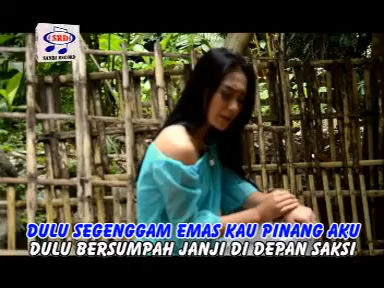 SRD
SANDI RECORD
DULU SEGENGGAM EMAS KAU PINANG AKU
DULU BERSUMPAH JANJI DI DEPAN SAKSI